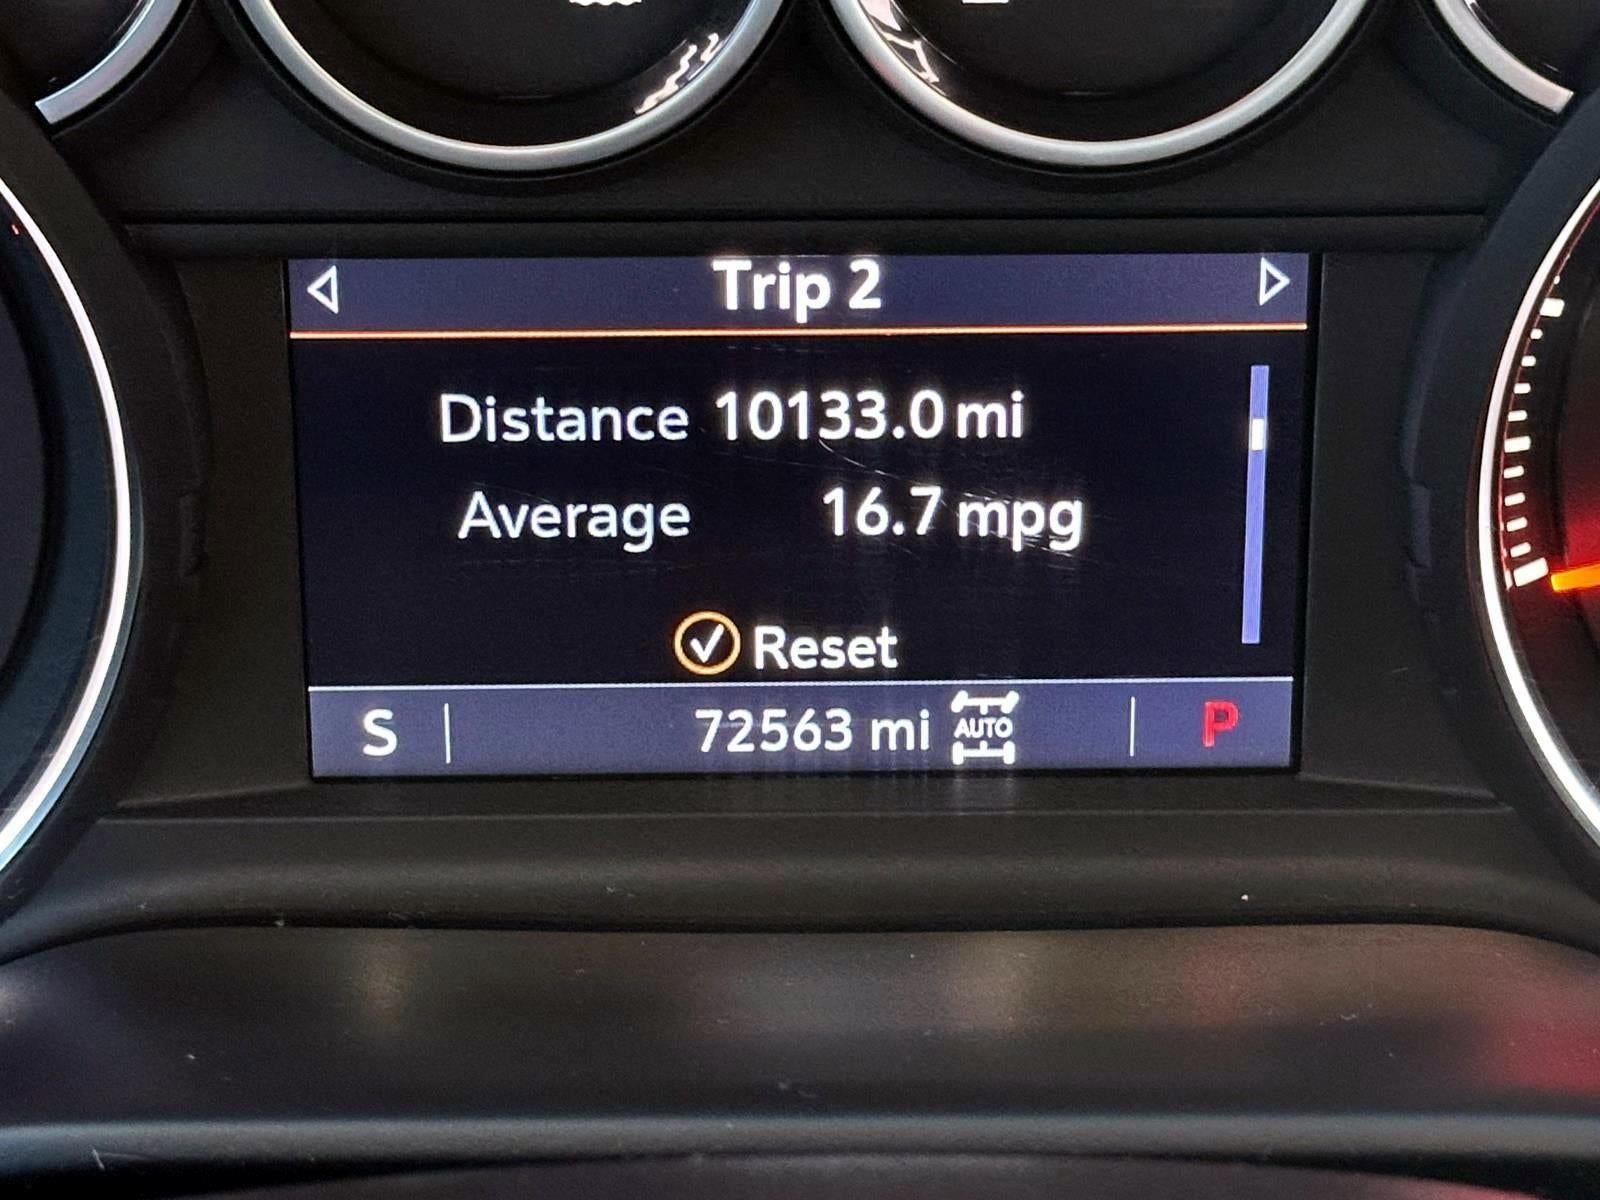 Trip 2
Distance 10133.0 mi
Average 16.7 mpg
Reset
S 72563 mi AUTO P